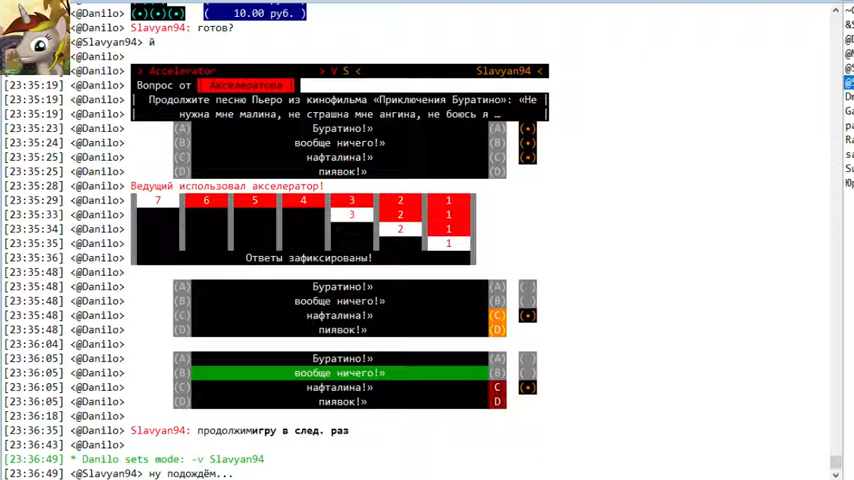 <@Danilo> (•)(•)(•) ( 10.00 руб. )
<@Danilo> Slavyan94: готов?
<@Slavyan94> й
<@Danilo>
<@Danilo> > Accelerator > V S < Slavyan94 <
[23:35:19] <@Danilo> Вопрос от | Акселератора |
[23:35:19] <@Danilo> | Продолжите песню Пьеро из кинофильма «Приключения Буратино»: «Не |
[23:35:19] <@Danilo> | нужна мне малина, не страшна мне ангина, не боюсь я … |
[23:35:23] <@Danilo> (A) Буратино!» (A) (•)
[23:35:24] <@Danilo> (B) вообще ничего!» (B) (•)
[23:35:25] <@Danilo> (C) нафталина!» (C) (•)
[23:35:25] <@Danilo> (D) пиявок!» (D)
[23:35:28] <@Danilo> Ведущий использовал акселератор!
[23:35:29] <@Danilo> 7 6 5 4 3 2 1
[23:35:33] <@Danilo> 3 2 1
[23:35:34] <@Danilo> 2 1
[23:35:35] <@Danilo> 1
[23:35:36] <@Danilo> Ответы зафиксированы!
[23:35:48] <@Danilo>
[23:35:48] <@Danilo> (A) Буратино!» (A) ( )
[23:35:48] <@Danilo> (B) вообще ничего!» (B) ( )
[23:35:48] <@Danilo> (C) нафталина!» (C) (•)
[23:35:48] <@Danilo> (D) пиявок!» (D)
[23:36:04] <@Danilo>
[23:36:05] <@Danilo> (A) Буратино!» (A) ( )
[23:36:05] <@Danilo> (B) вообще ничего!» (B) ( )
[23:36:05] <@Danilo> (C) нафталина!» C (•)
[23:36:05] <@Danilo> (D) пиявок!» D
[23:36:18] <@Danilo>
[23:36:35] <@Danilo> Slavyan94: продолжимигру в след. раз
[23:36:43] <@Danilo>
[23:36:49] * Danilo sets mode: -v Slavyan94
[23:36:49] <@Slavyan94> ну подождём...